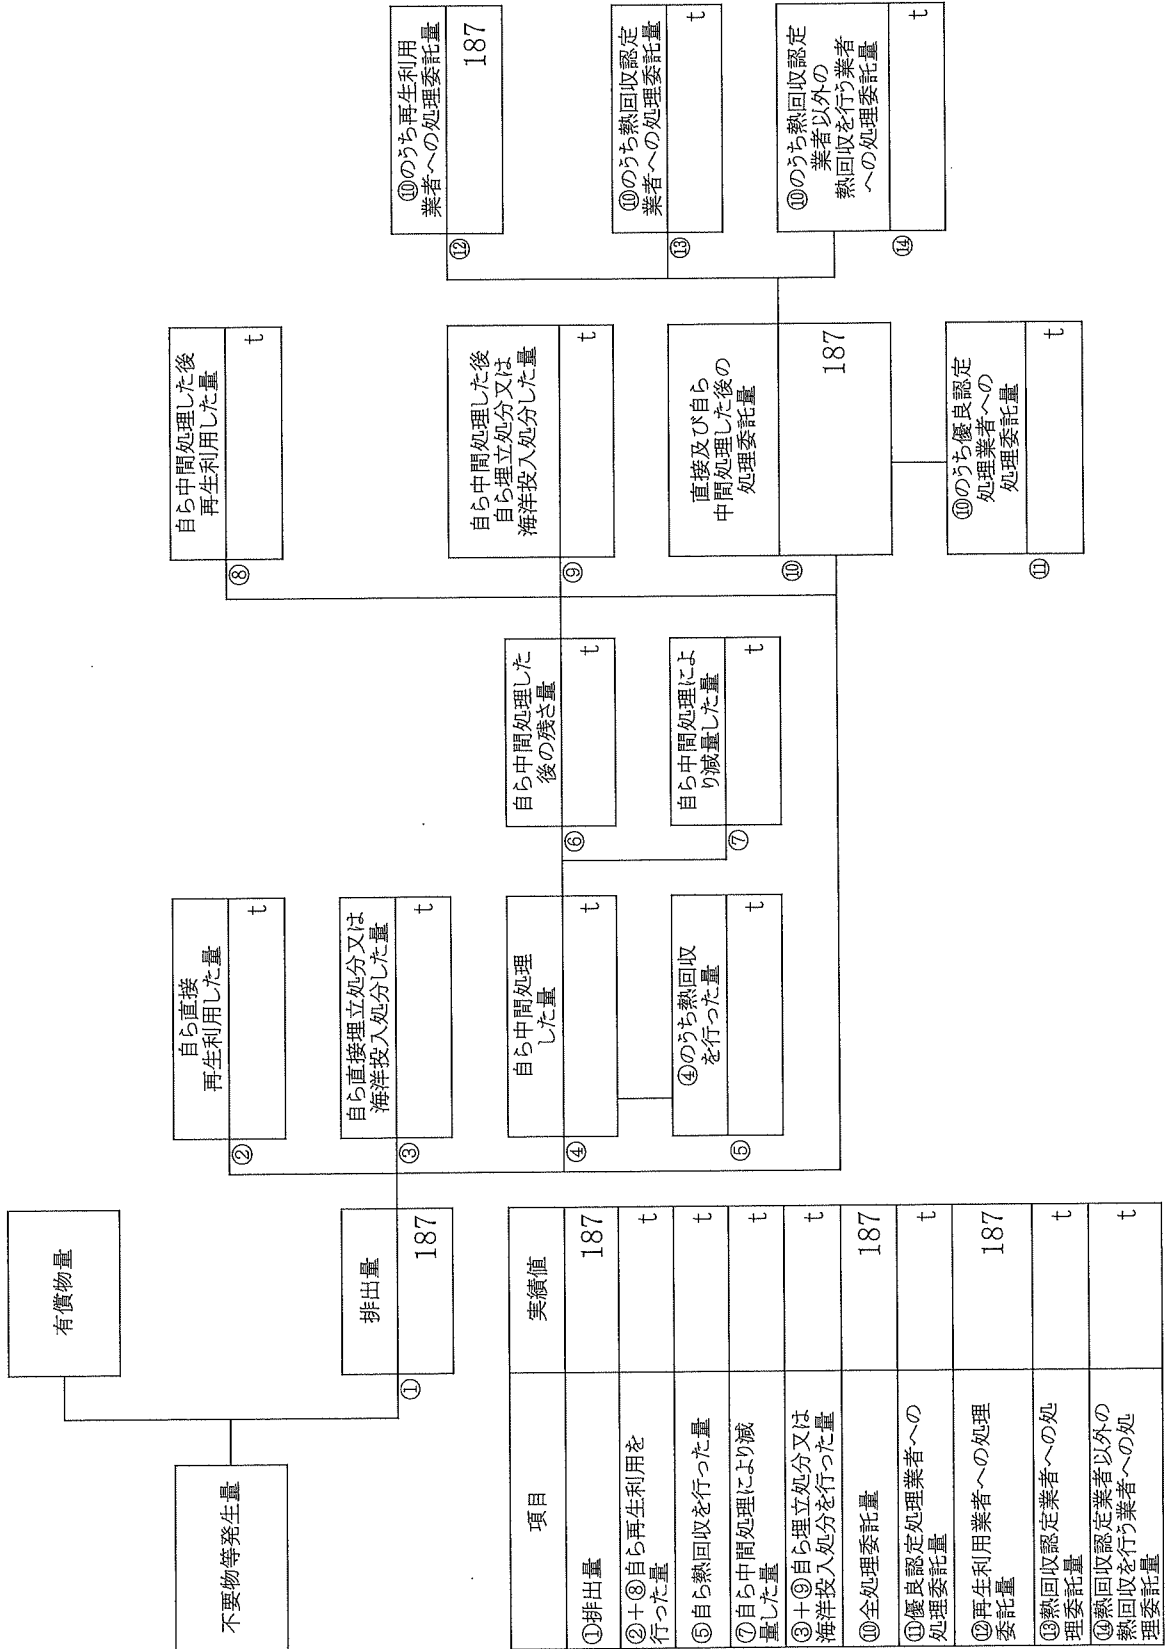 有償物量
不要物等発生量
排出量
①
187
自ら直接
再生利用した量
②
t
自ら直接埋立処分又は
海洋投入処分した量
③
t
自ら中間処理
した量
④
t
④のうち熱回収
を行った量
⑤
t
自ら中間処理した
後の残さ量
⑥
t
自ら中間処理によ
り減量した量
⑦
t
自ら中間処理した後
再生利用した量
⑧
t
自ら中間処理した後
自ら埋立処分又は
海洋投入処分した量
⑨
t
直接及び自ら
中間処理した後の
処理委託量
⑩
187
⑩のうち優良認定
処理業者への
処理委託量
⑪
t
⑩のうち再生利用
業者への処理委託量
⑫
187
⑩のうち熱回収認定
業者への処理委託量
⑬
t
⑩のうち熱回収認定
業者以外の
熱回収を行う業者
への処理委託量
⑭
t
項目
実績値
①排出量
187
②+⑧自ら再生利用を
行った量
t
⑤自ら熱回収を行った量
t
⑦自ら中間処理により減
量した量
t
③+⑨自ら埋立処分又は
海洋投入処分を行った量
t
⑩全処理委託量
187
⑪優良認定処理業者への
処理委託量
t
⑫再生利用業者への処理
委託量
187
⑬熱回収認定業者への処
理委託量
t
⑭熱回収認定業者以外の
熱回収を行う業者への処
理委託量
t